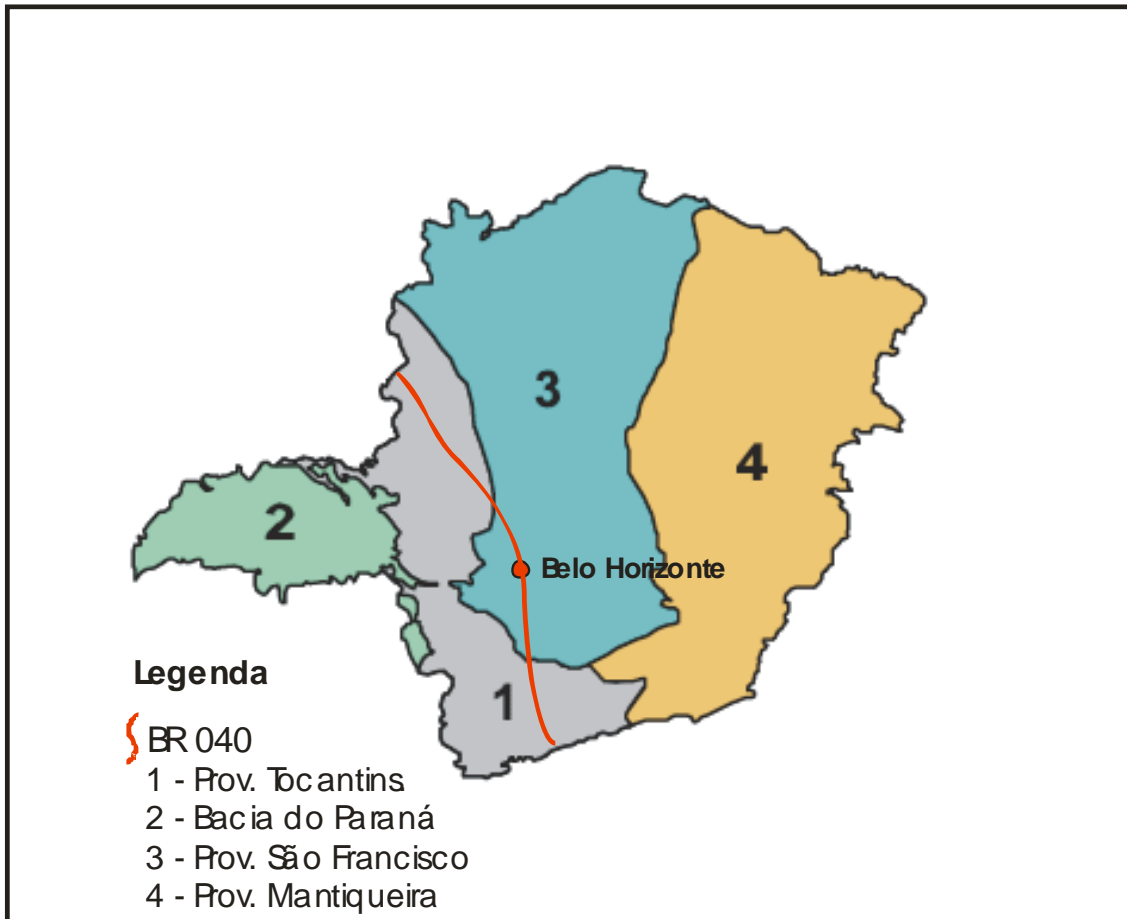 3
4
2
Belo Horizonte
1
Legenda
BR 040
1 - Prov. Tocantins.
2 - Bacia do Paraná
3 - Prov. São Francisco
4 - Prov. Mantiqueira